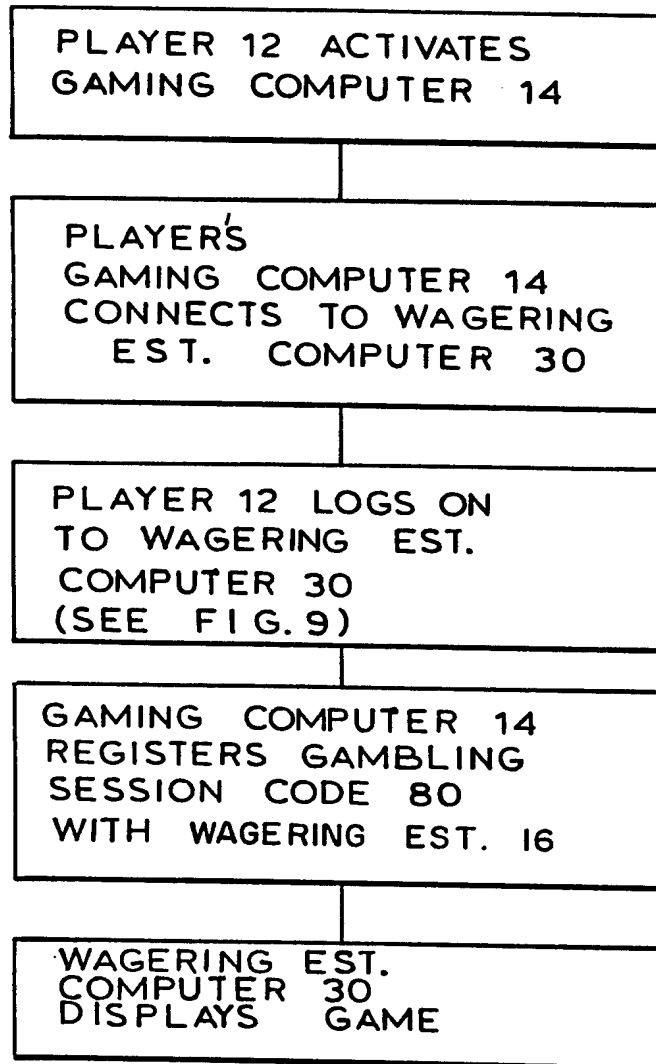 PLAYER 12 ACTIVATES
GAMING COMPUTER 14
PLAYER'S
GAMING COMPUTER 14
CONNECTS TO WAGERING
EST. COMPUTER 30
PLAYER 12 LOGS ON
TO WAGERING EST.
COMPUTER 30
(SEE FIG. 9)
GAMING COMPUTER 14
REGISTERS GAMBLING
SESSION CODE 80
WITH WAGERING EST. 16
WAGERING EST.
COMPUTER 30
DISPLAYS GAME